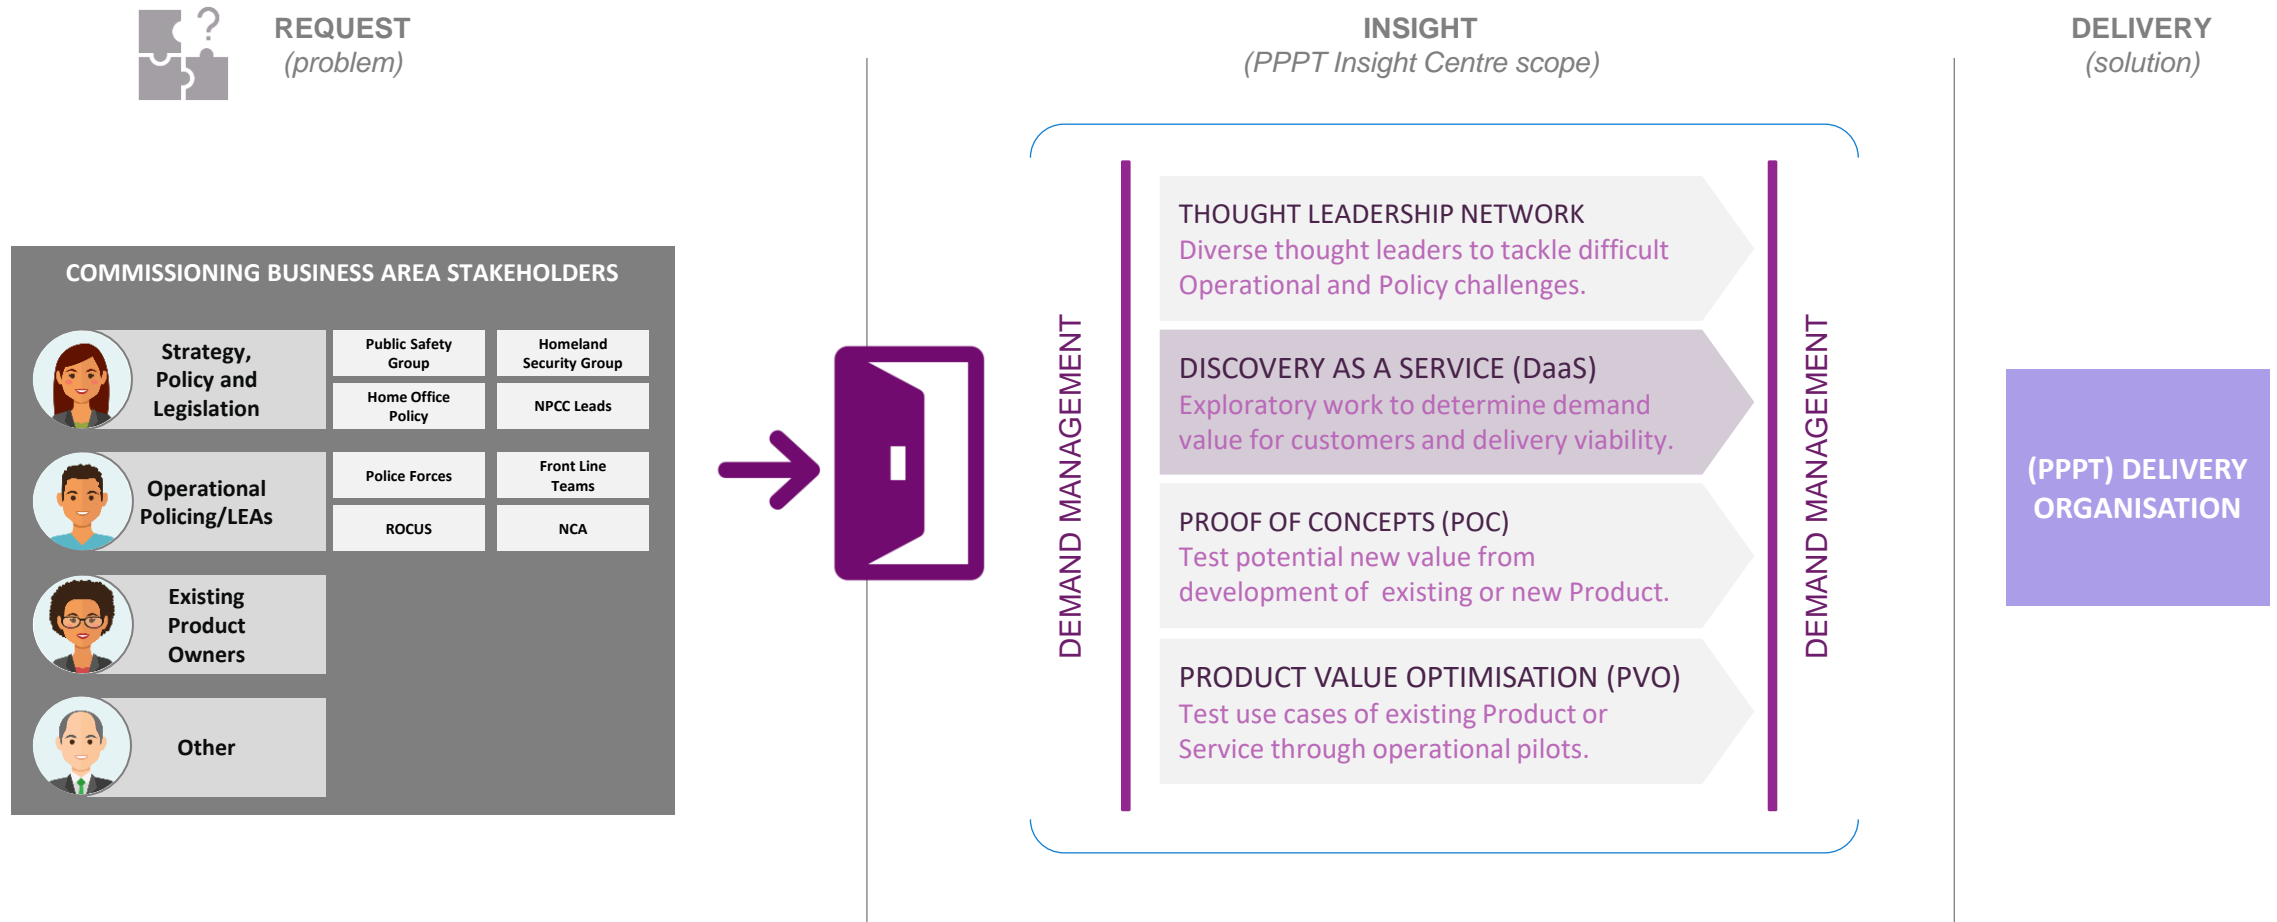 ?
REQUEST
(problem)
INSIGHT
(PPPT Insight Centre scope)
DELIVERY
(solution)
COMMISSIONING BUSINESS AREA STAKEHOLDERS
Strategy,
Policy and
Legislation
Public Safety
Group
Homeland
Security Group
Home Office
Policy
NPCC Leads
Operational
Policing/LEAs
Police Forces
Front Line
Teams
ROCUS
NCA
Existing
Product
Owners
Other
DEMAND MANAGEMENT
THOUGHT LEADERSHIP NETWORK
Diverse thought leaders to tackle difficult
Operational and Policy challenges.
DISCOVERY AS A SERVICE (DaaS)
Exploratory work to determine demand
value for customers and delivery viability.
PROOF OF CONCEPTS (POC)
Test potential new value from
development of existing or new Product.
PRODUCT VALUE OPTIMISATION (PVO)
Test use cases of existing Product or
Service through operational pilots.
DEMAND MANAGEMENT
(PPPT) DELIVERY
ORGANISATION